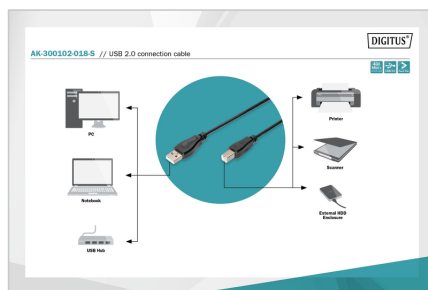 DIGITUS®
AK-300102-018-S // USB 2.0 connection cable
PC
Printer
Notebook
Scanner
USB Hub
External HDD
Enclosure